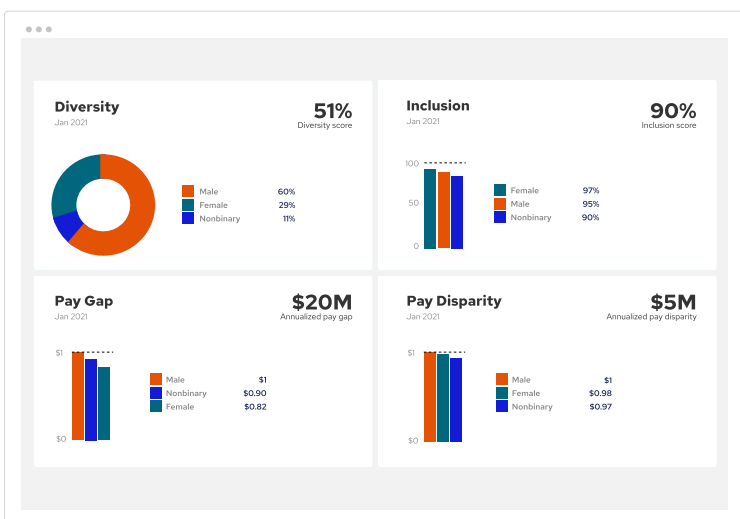 Diversity
Jan 2021
51%
Diversity score
Male 60%
Female 29%
Nonbinary 11%
Inclusion
Jan 2021
90%
Inclusion score
100
50
0
Female 97%
Male 95%
Nonbinary 90%
Pay Gap
Jan 2021
$20M
Annualized pay gap
$1
$0
Male $1
Nonbinary $0.90
Female $0.82
Pay Disparity
Jan 2021
$5M
Annualized pay disparity
$1
$0
Male $1
Female $0.98
Nonbinary $0.97